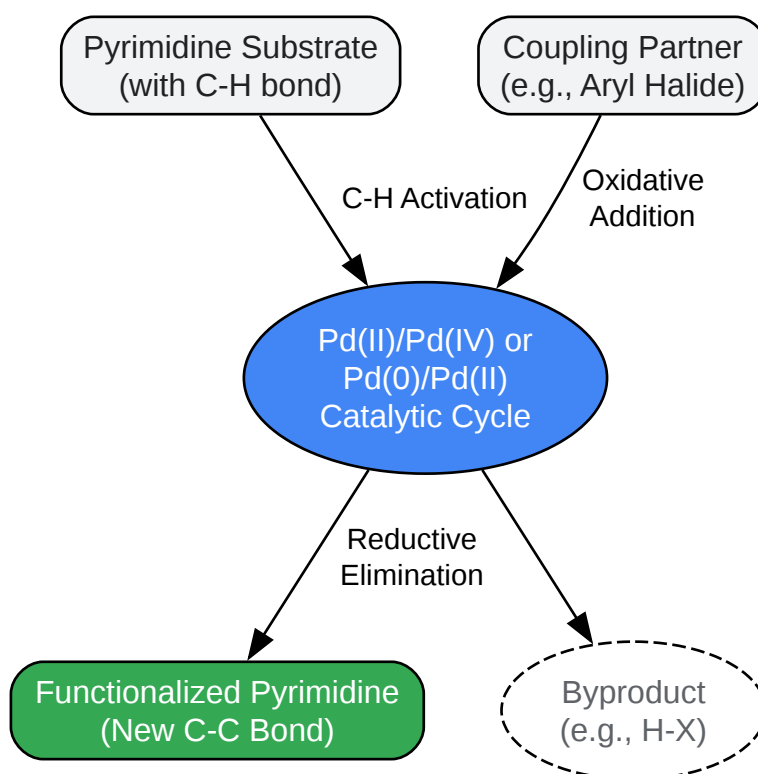 Pyrimidine Substrate
(with C-H bond)
Coupling Partner
(e.g., Aryl Halide)
C-H Activation
Oxidative
Addition
Pd(II)/Pd(IV) or
Pd(0)/Pd(II)
Catalytic Cycle
Reductive
Elimination
Functionalized Pyrimidine
(New C-C Bond)
Byproduct
(e.g., H-X)